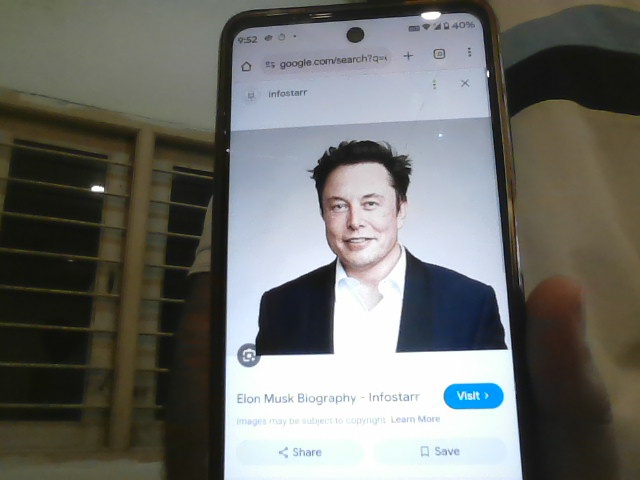 9:52
40%
google.com/search?q=
infostarr
Elon Musk Biography - Infostarr
Visit
Images may be subject to copyright. Learn More
Share
Save